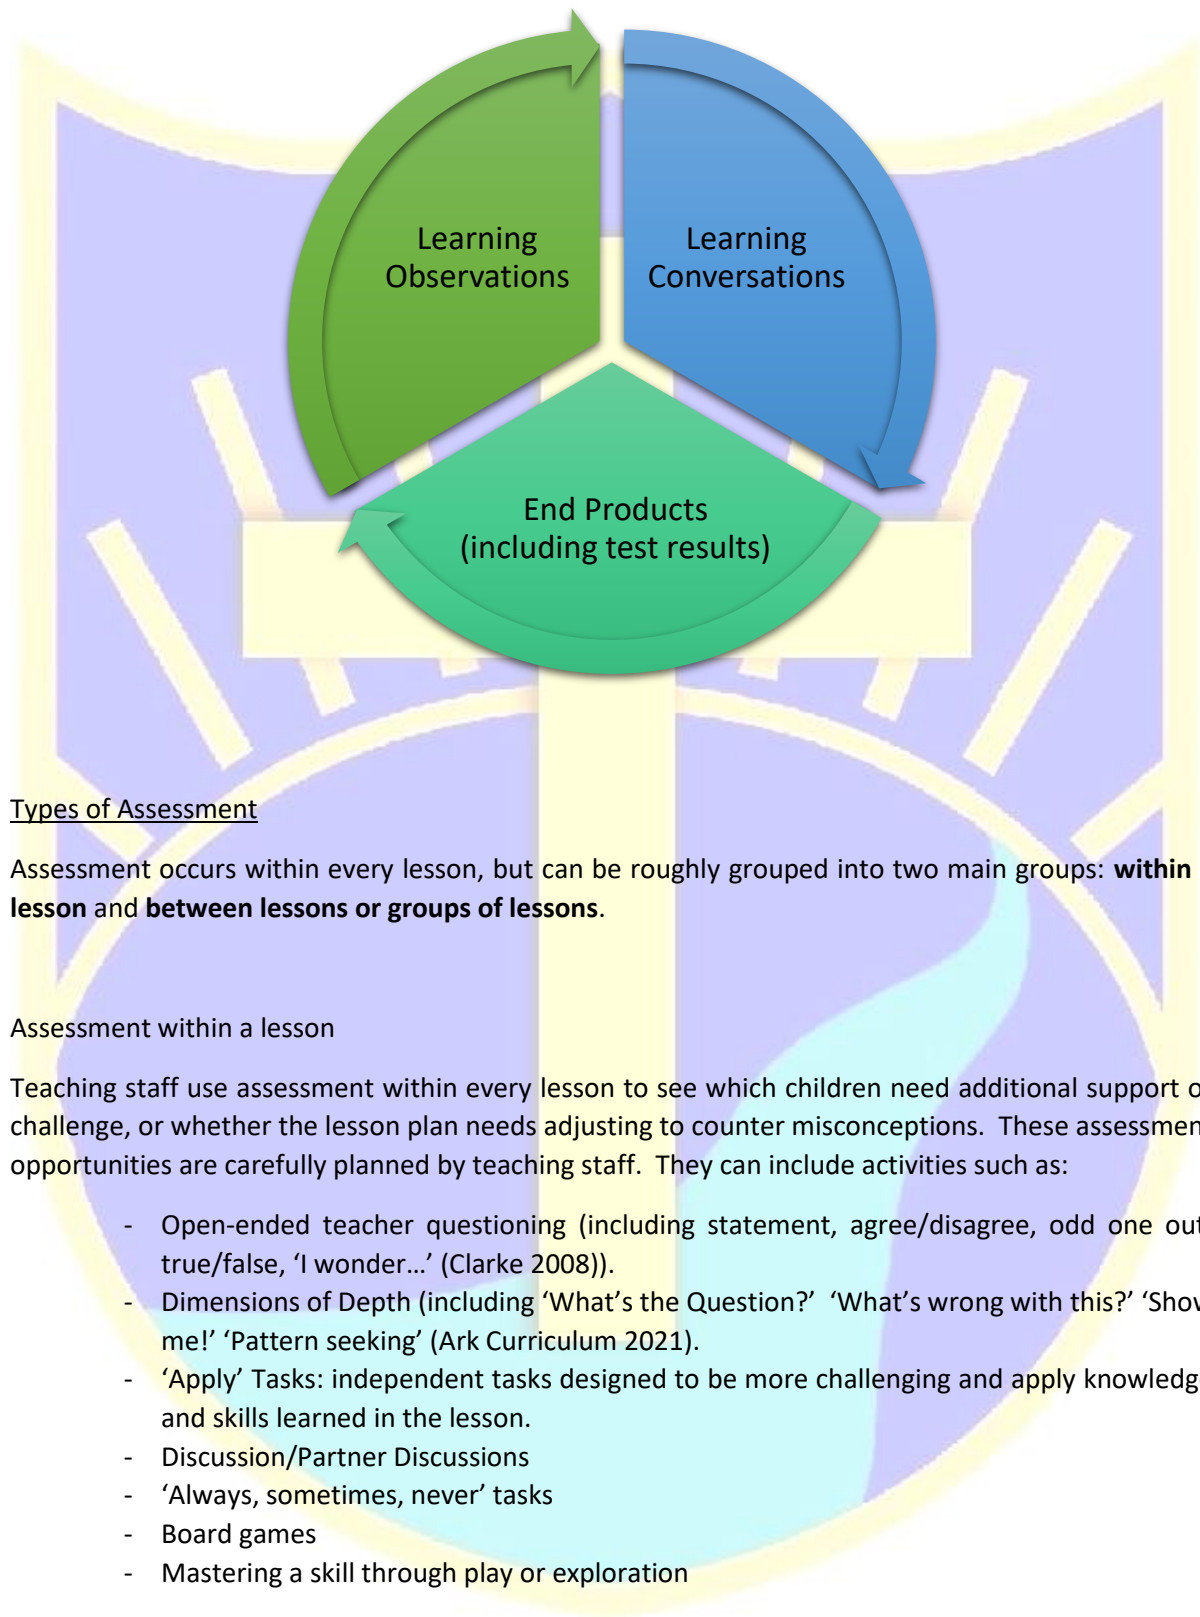 Learning
Observations
Learning
Conversations
End Products
(including test results)
Types of Assessment
Assessment occurs within every lesson, but can be roughly grouped into two main groups: within
lesson and between lessons or groups of lessons.
Assessment within a lesson
Teaching staff use assessment within every lesson to see which children need additional support o
challenge, or whether the lesson plan needs adjusting to counter misconceptions. These assessmen
opportunities are carefully planned by teaching staff. They can include activities such as:
- Open-ended teacher questioning (including statement, agree/disagree, odd one out
true/false, ‘I wonder…’ (Clarke 2008)).
- Dimensions of Depth (including ‘What’s the Question?’ ‘What’s wrong with this?’ ‘Show
me!’ ‘Pattern seeking’ (Ark Curriculum 2021).
- ‘Apply’ Tasks: independent tasks designed to be more challenging and apply knowledge
and skills learned in the lesson.
- Discussion/Partner Discussions
- ‘Always, sometimes, never’ tasks
- Board games
- Mastering a skill through play or exploration